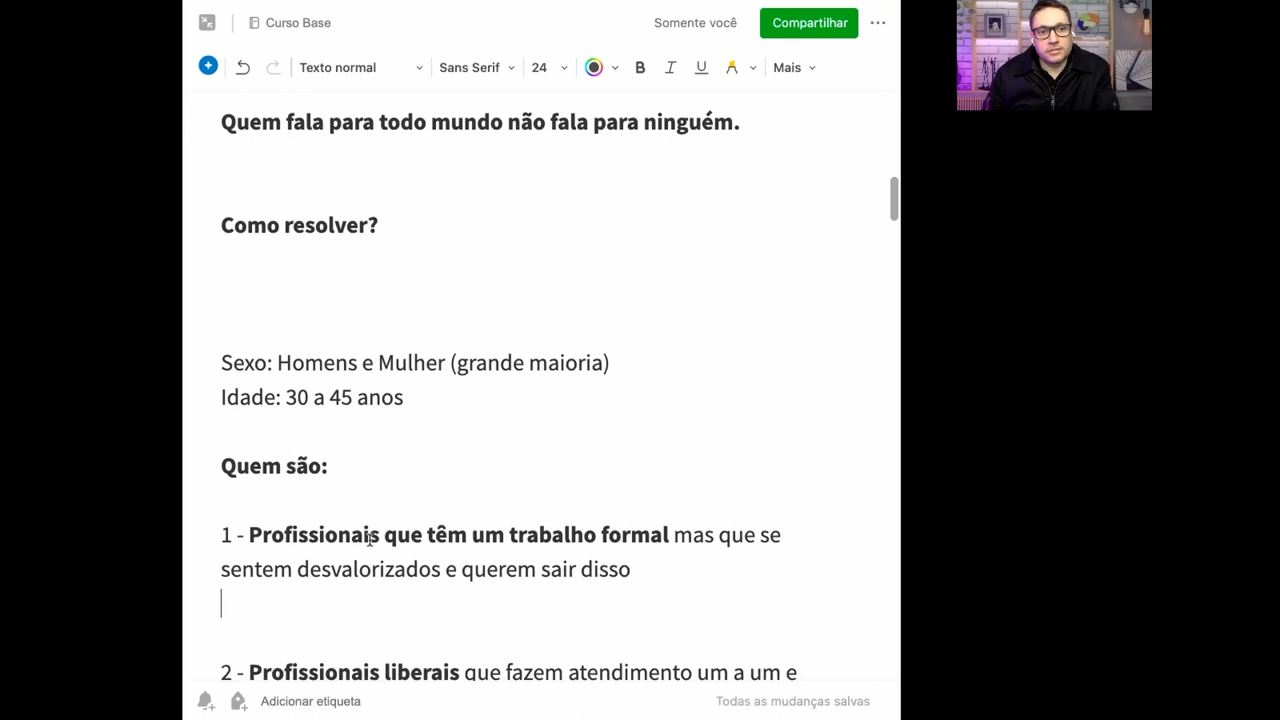 Curso Base
Somente você
Compartilhar
Texto normal
Sans Serif
24
B
I
U
Mais
Quem fala para todo mundo não fala para ninguém.
Como resolver?
Sexo: Homens e Mulher (grande maioria)
Idade: 30 a 45 anos
Quem são:
1 - Profissionais que têm um trabalho formal mas que se
sentem desvalorizados e querem sair disso
2 - Profissionais liberais que fazem atendimento um a um e
Adicionar etiqueta
Todas as mudanças salvas